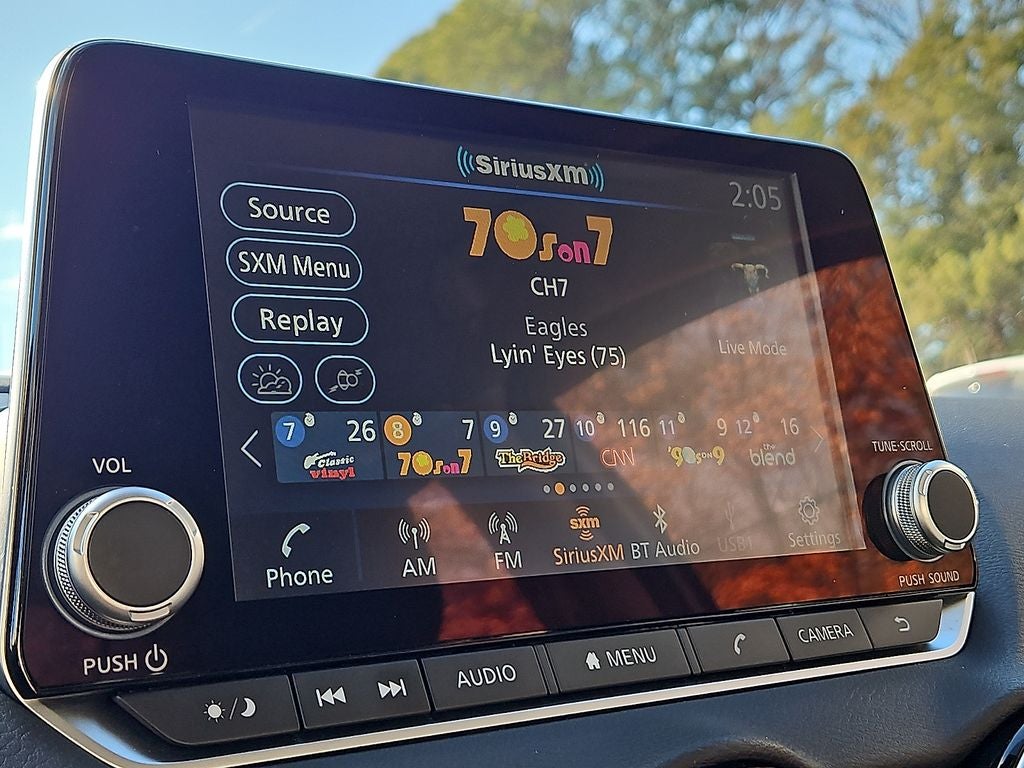 SiriusXM
2:05
Source
SXM Menu
Replay
70s on 7
CH7
Eagles
Lyin' Eyes (75)
Live Mode
7 26
Classic Vinyl
8 7
70s on 7
9 27
The Bridge
10 116
CNN
11 9
'90s on 9
12 16
the blend
Phone
AM
FM
sxm
SiriusXM
BT Audio
USB1
Settings
VOL
PUSH
TUNE·SCROLL
PUSH SOUND
AUDIO
MENU
CAMERA